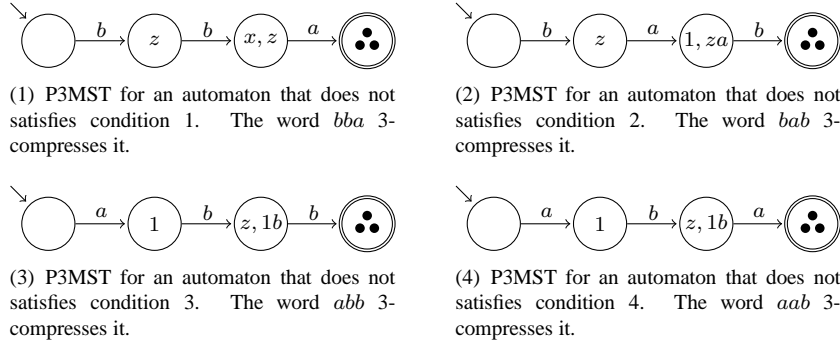 b b a
z x, z
b a b
z 1, za
(1) P3MST for an automaton that does not
satisfies condition 1. The word bba 3-
compresses it.
(2) P3MST for an automaton that does not
satisfies condition 2. The word bab 3-
compresses it.
a b b
1 z, 1b
a b a
1 z, 1b
(3) P3MST for an automaton that does not
satisfies condition 3. The word abb 3-
compresses it.
(4) P3MST for an automaton that does not
satisfies condition 4. The word aab 3-
compresses it.